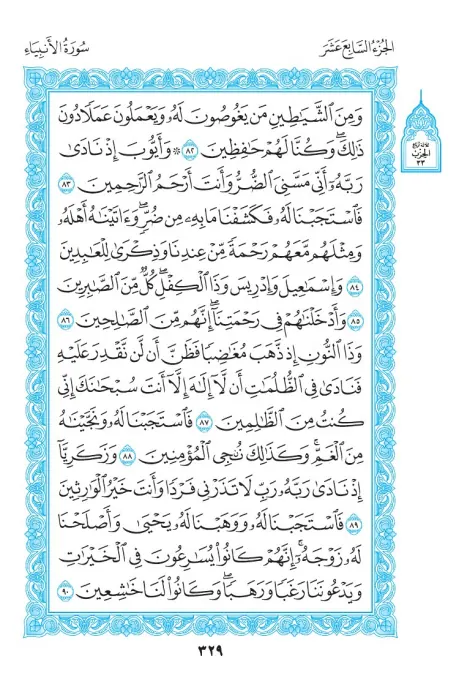 الجُزْءُ السَّابِعَ عَشَرَ
سُورَةُ الأَنبِيَاءِ
وَمِنَ ٱلشَّيَٰطِينِ مَن يَغُوصُونَ لَهُۥ وَيَعْمَلُونَ عَمَلًا دُونَ
ذَٰلِكَۖ وَكُنَّا لَهُمْ حَٰفِظِينَ ٨٢ ۞ وَأَيُّوبَ إِذْ نَادَىٰ
رَبَّهُۥٓ أَنِّي مَسَّنِيَ ٱلضُّرُّ وَأَنتَ أَرْحَمُ ٱلرَّٰحِمِينَ ٨٣
فَٱسْتَجَبْنَا لَهُۥ فَكَشَفْنَا مَا بِهِۦ مِن ضُرٍّۖ وَءَاتَيْنَٰهُ أَهْلَهُۥ
وَمِثْلَهُم مَّعَهُمْ رَحْمَةً مِّنْ عِندِنَا وَذِكْرَىٰ لِلْعَٰبِدِينَ
٨٤ وَإِسْمَٰعِيلَ وَإِدْرِيسَ وَذَا ٱلْكِفْلِۖ كُلٌّ مِّنَ ٱلصَّٰبِرِينَ
٨٥ وَأَدْخَلْنَٰهُمْ فِي رَحْمَتِنَآۖ إِنَّهُم مِّنَ ٱلصَّٰلِحِينَ ٨٦
وَذَا ٱلنُّونِ إِذ ذَّهَبَ مُغَٰضِبًا فَظَنَّ أَن لَّن نَّقْدِرَ عَلَيْهِ
فَنَادَىٰ فِي ٱلظُّلُمَٰتِ أَن لَّآ إِلَٰهَ إِلَّآ أَنتَ سُبْحَٰنَكَ إِنِّي
كُنتُ مِنَ ٱلظَّٰلِمِينَ ٨٧ فَٱسْتَجَبْنَا لَهُۥ وَنَجَّيْنَٰهُ
مِنَ ٱلْغَمِّۚ وَكَذَٰلِكَ نُۨجِي ٱلْمُؤْمِنِينَ ٨٨ وَزَكَرِيَّآ
إِذْ نَادَىٰ رَبَّهُۥ رَبِّ لَا تَذَرْنِي فَرْدًا وَأَنتَ خَيْرُ ٱلْوَٰرِثِينَ
٨٩ فَٱسْتَجَبْنَا لَهُۥ وَوَهَبْنَا لَهُۥ يَحْيَىٰ وَأَصْلَحْنَا
لَهُۥ زَوْجَهُۥٓۚ إِنَّهُمْ كَانُوا۟ يُسَٰرِعُونَ فِي ٱلْخَيْرَٰتِ
وَيَدْعُونَنَا رَغَبًا وَرَهَبًاۖ وَكَانُوا۟ لَنَا خَٰشِعِينَ ٩٠
الحِزْب
٣٣
٣٢٩